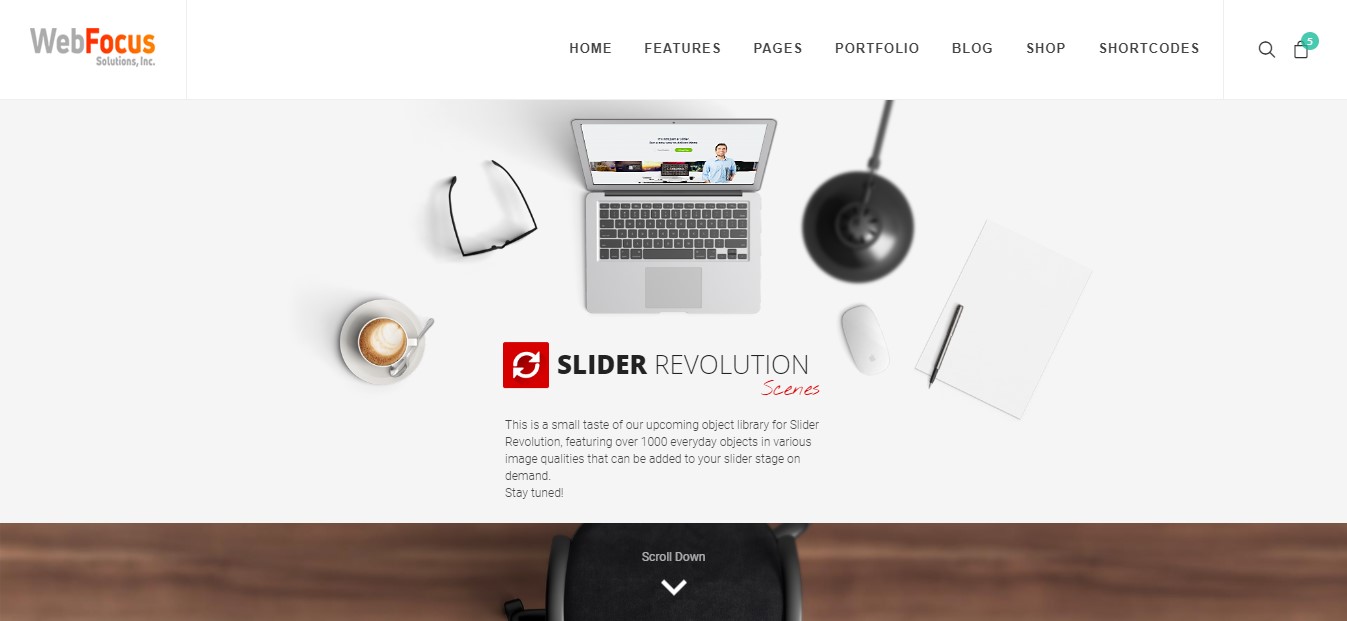 WebFocus
Solutions, Inc.
HOME FEATURES PAGES PORTFOLIO BLOG SHOP SHORTCODES
5
SLIDER REVOLUTION
Scenes
This is a small taste of our upcoming object library for Slider
Revolution, featuring over 1000 everyday objects in various
image qualities that can be added to your slider stage on
demand.
Stay tuned!
Scroll Down